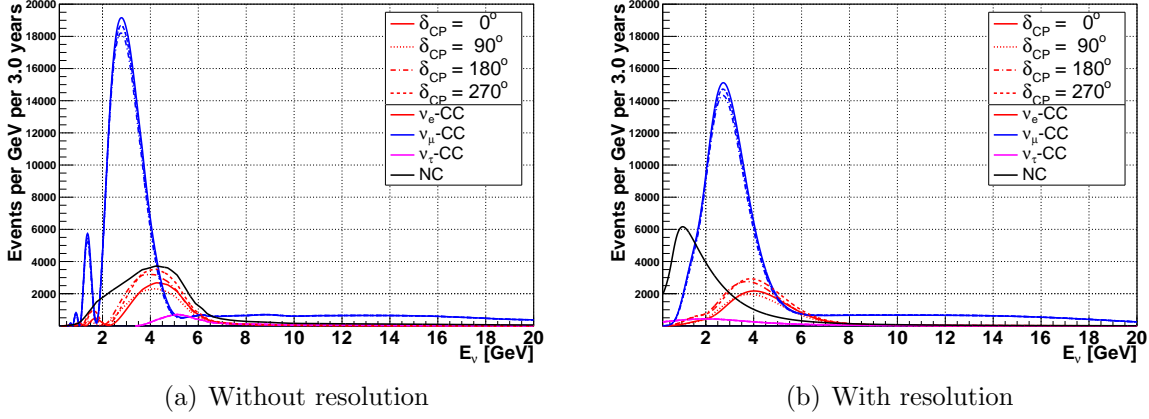 Events per GeV per 3.0 years
20000
18000
16000
14000
12000
10000
8000
6000
4000
2000
δCP = 0°
δCP = 90°
δCP = 180°
δCP = 270°
νe-CC
νμ-CC
ντ-CC
NC
2 4 6 8 10 12 14 16 18 20
Eν [GeV]
(a) Without resolution
Events per GeV per 3.0 years
20000
18000
16000
14000
12000
10000
8000
6000
4000
2000
δCP = 0°
δCP = 90°
δCP = 180°
δCP = 270°
νe-CC
νμ-CC
ντ-CC
NC
2 4 6 8 10 12 14 16 18 20
Eν [GeV]
(b) With resolution